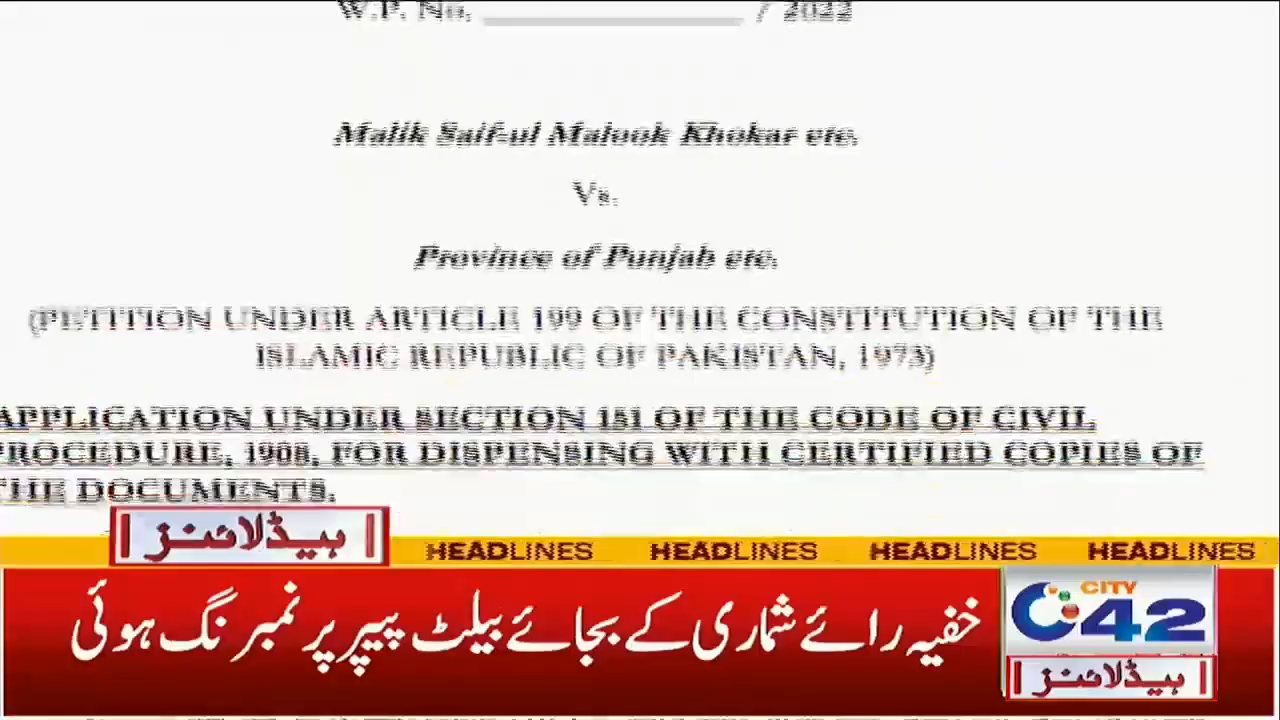 W.P. No. ____________ / 2022
Malik Saif-ul Malook Khokar etc.
Vs.
Province of Punjab etc.
(PETITION UNDER ARTICLE 199 OF THE CONSTITUTION OF THE
ISLAMIC REPUBLIC OF PAKISTAN, 1973)
APPLICATION UNDER SECTION 151 OF THE CODE OF CIVIL
PROCEDURE, 1908, FOR DISPENSING WITH CERTIFIED COPIES OF
THE DOCUMENTS.
ہیڈلائنز
HEADLINES HEADLINES HEADLINES HEADLINES
خفیہ رائے شماری کے بجائے بیلٹ پیپر پر نمبرنگ ہوئی
CITY
42
ہیڈلائنز